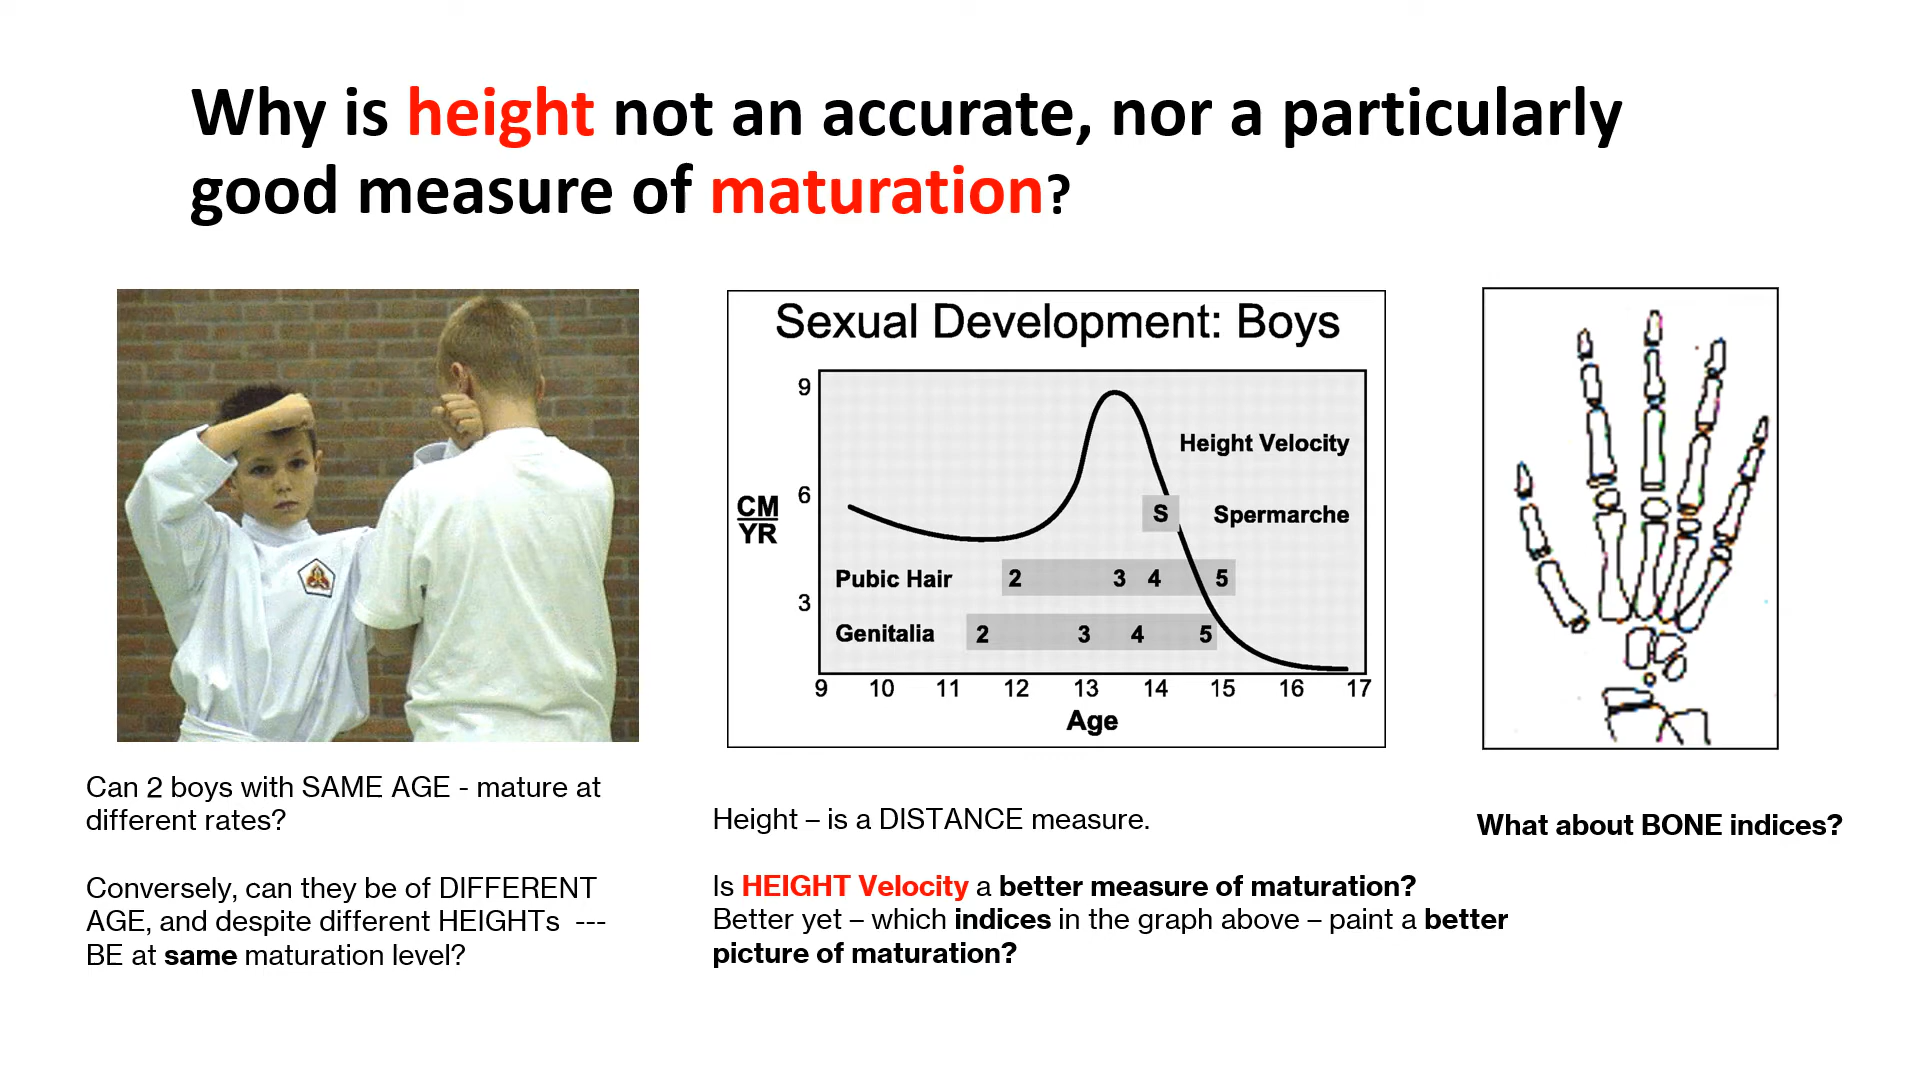 Why is height not an accurate, nor a particularly
good measure of maturation?
Sexual Development: Boys
9
6
3
CM
YR
Height Velocity
S Spermarche
Pubic Hair 2 3 4 5
Genitalia 2 3 4 5
9 10 11 12 13 14 15 16 17
Age
Can 2 boys with SAME AGE - mature at
different rates?
Conversely, can they be of DIFFERENT
AGE, and despite different HEIGHTs ---
BE at same maturation level?
Height – is a DISTANCE measure.
Is HEIGHT Velocity a better measure of maturation?
Better yet – which indices in the graph above – paint a better
picture of maturation?
What about BONE indices?